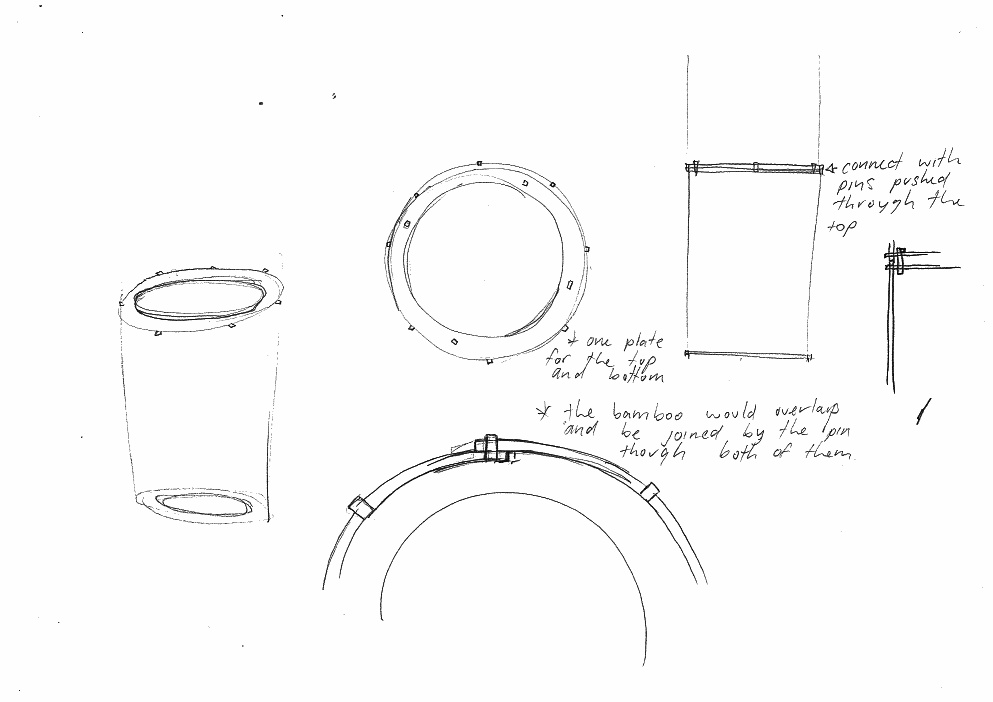 connect with
pins pushed
through the
top
* one plate
for the top
and bottom
* the bamboo would overlap
and be joined by the pin
though both of them.